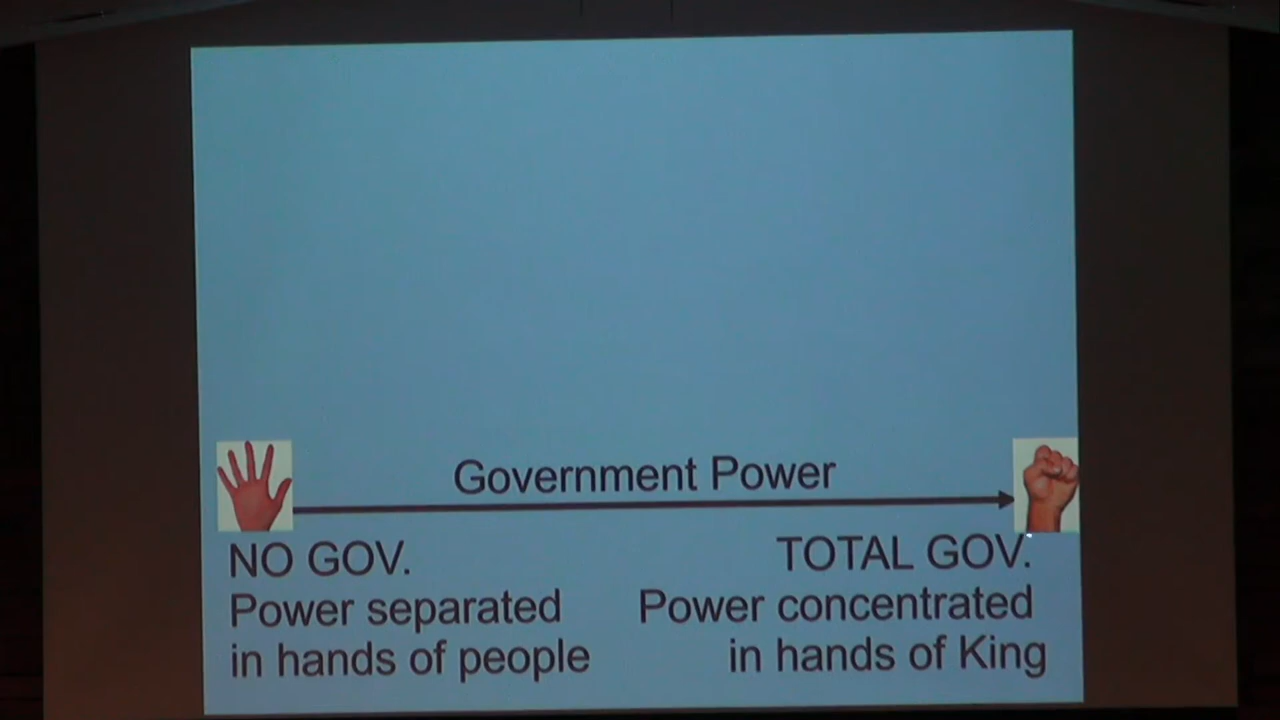 Government Power
NO GOV.
Power separated
in hands of people
TOTAL GOV.
Power concentrated
in hands of King